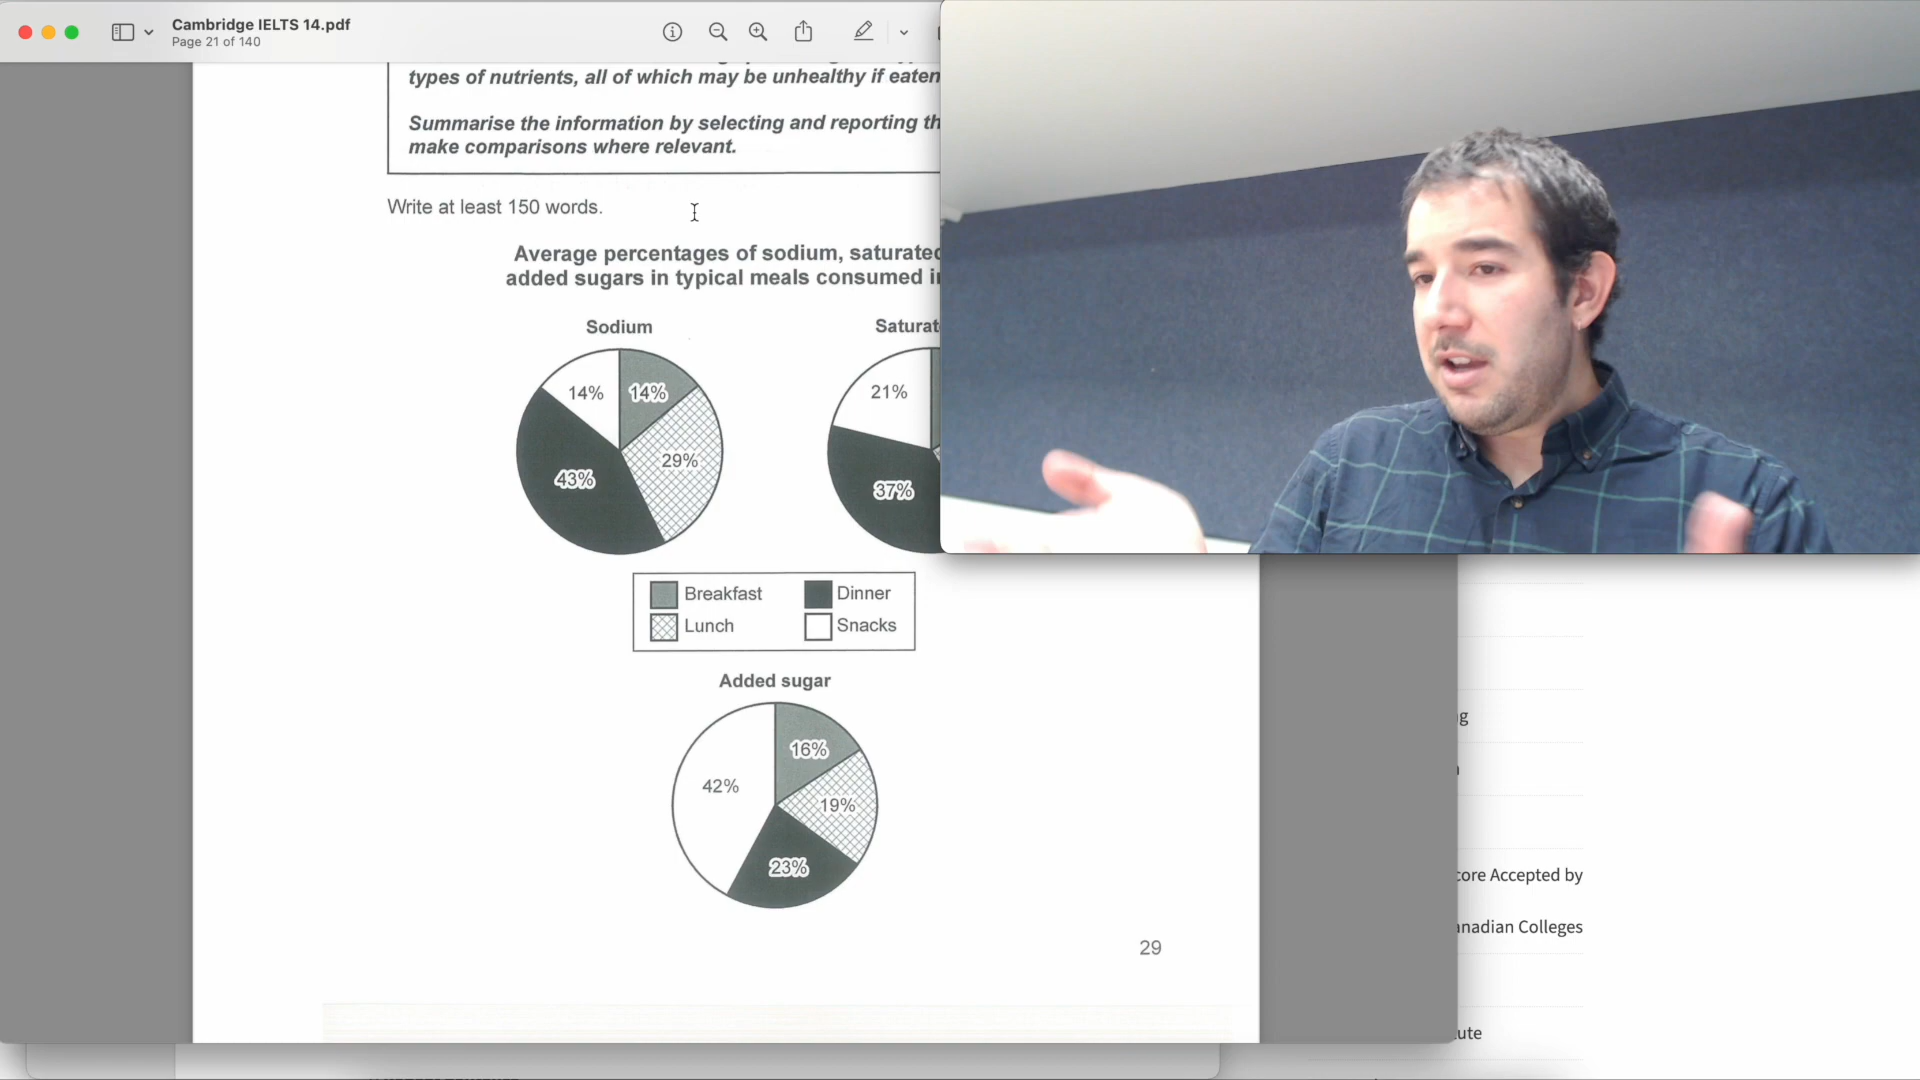 Cambridge IELTS 14.pdf
Page 21 of 140
types of nutrients, all of which may be unhealthy if eaten
Summarise the information by selecting and reporting th
make comparisons where relevant.
Write at least 150 words.
Average percentages of sodium, saturated
added sugars in typical meals consumed in
Sodium
Saturat
14%
14%
29%
43%
21%
37%
Breakfast
Dinner
Lunch
Snacks
Added sugar
16%
42%
19%
23%
29
core Accepted by
anadian Colleges
ute